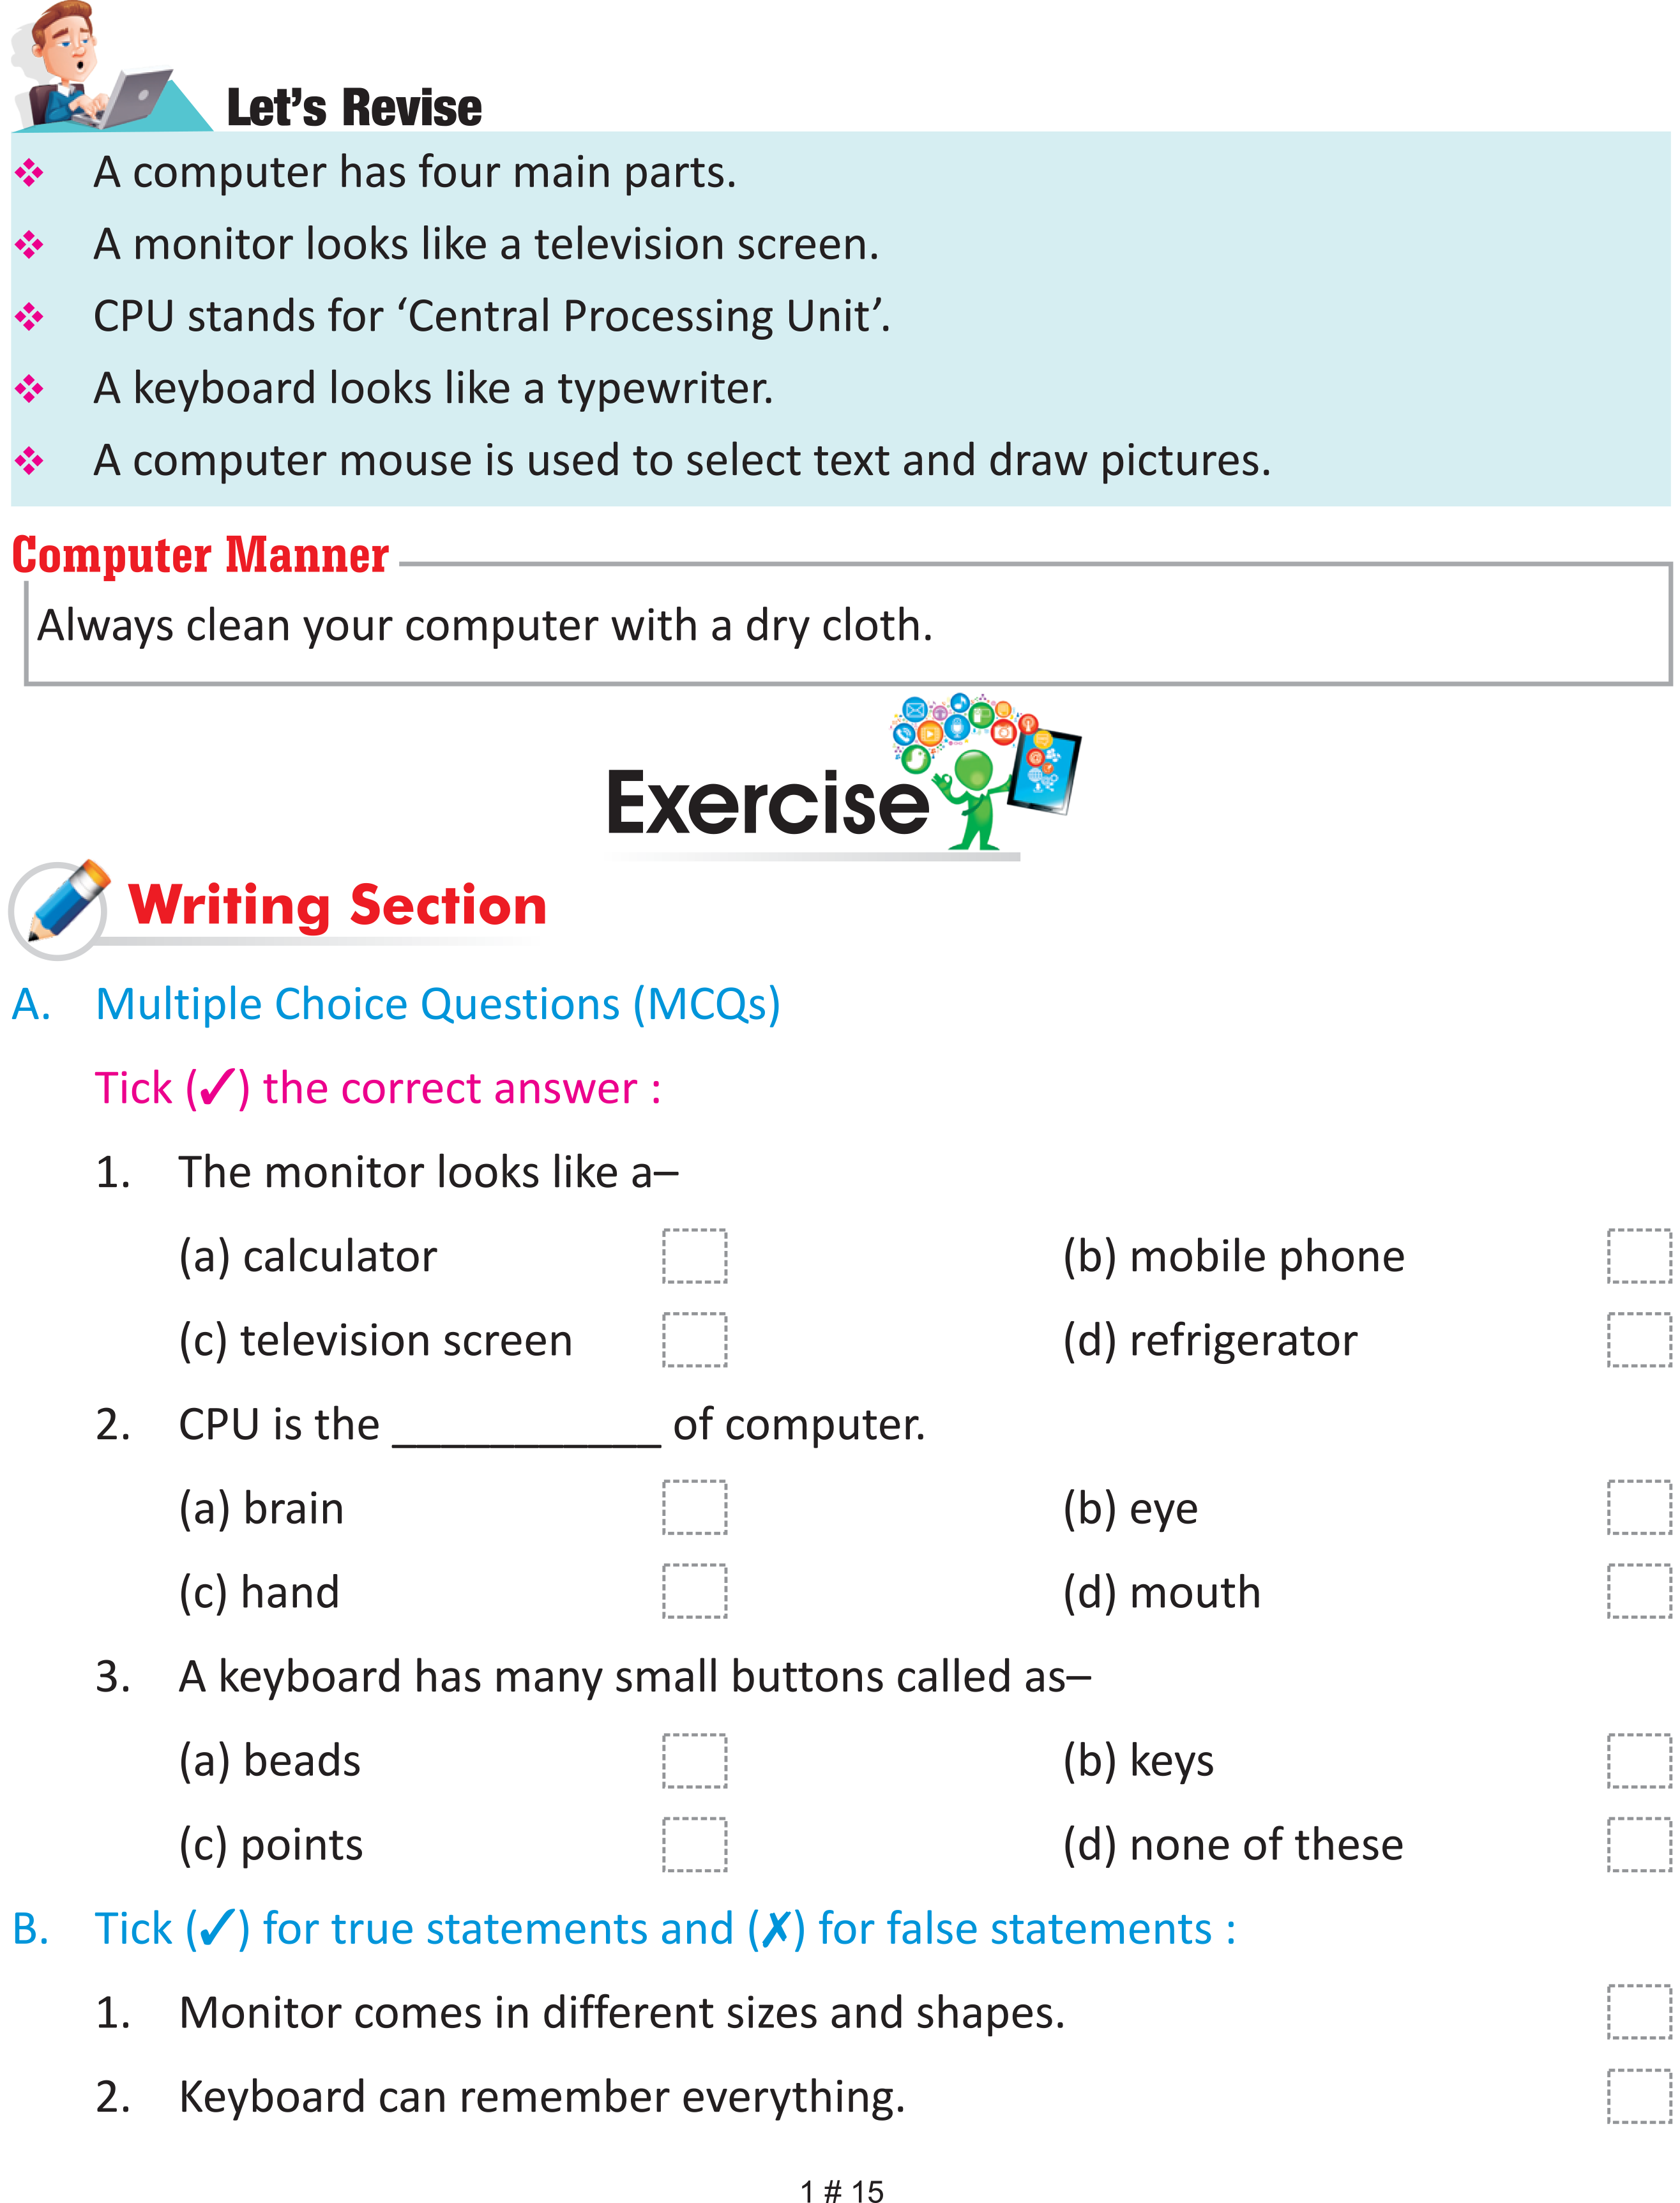 Let’s Revise
❖ A computer has four main parts.
❖ A monitor looks like a television screen.
❖ CPU stands for ‘Central Processing Unit’.
❖ A keyboard looks like a typewriter.
❖ A computer mouse is used to select text and draw pictures.
Computer Manner
Always clean your computer with a dry cloth.
Exercise
Writing Section
A. Multiple Choice Questions (MCQs)
Tick (✓) the correct answer :
1. The monitor looks like a–
(a) calculator (b) mobile phone
(c) television screen (d) refrigerator
2. CPU is the ____________ of computer.
(a) brain (b) eye
(c) hand (d) mouth
3. A keyboard has many small buttons called as–
(a) beads (b) keys
(c) points (d) none of these
B. Tick (✓) for true statements and (✗) for false statements :
1. Monitor comes in different sizes and shapes.
2. Keyboard can remember everything.
1 # 15